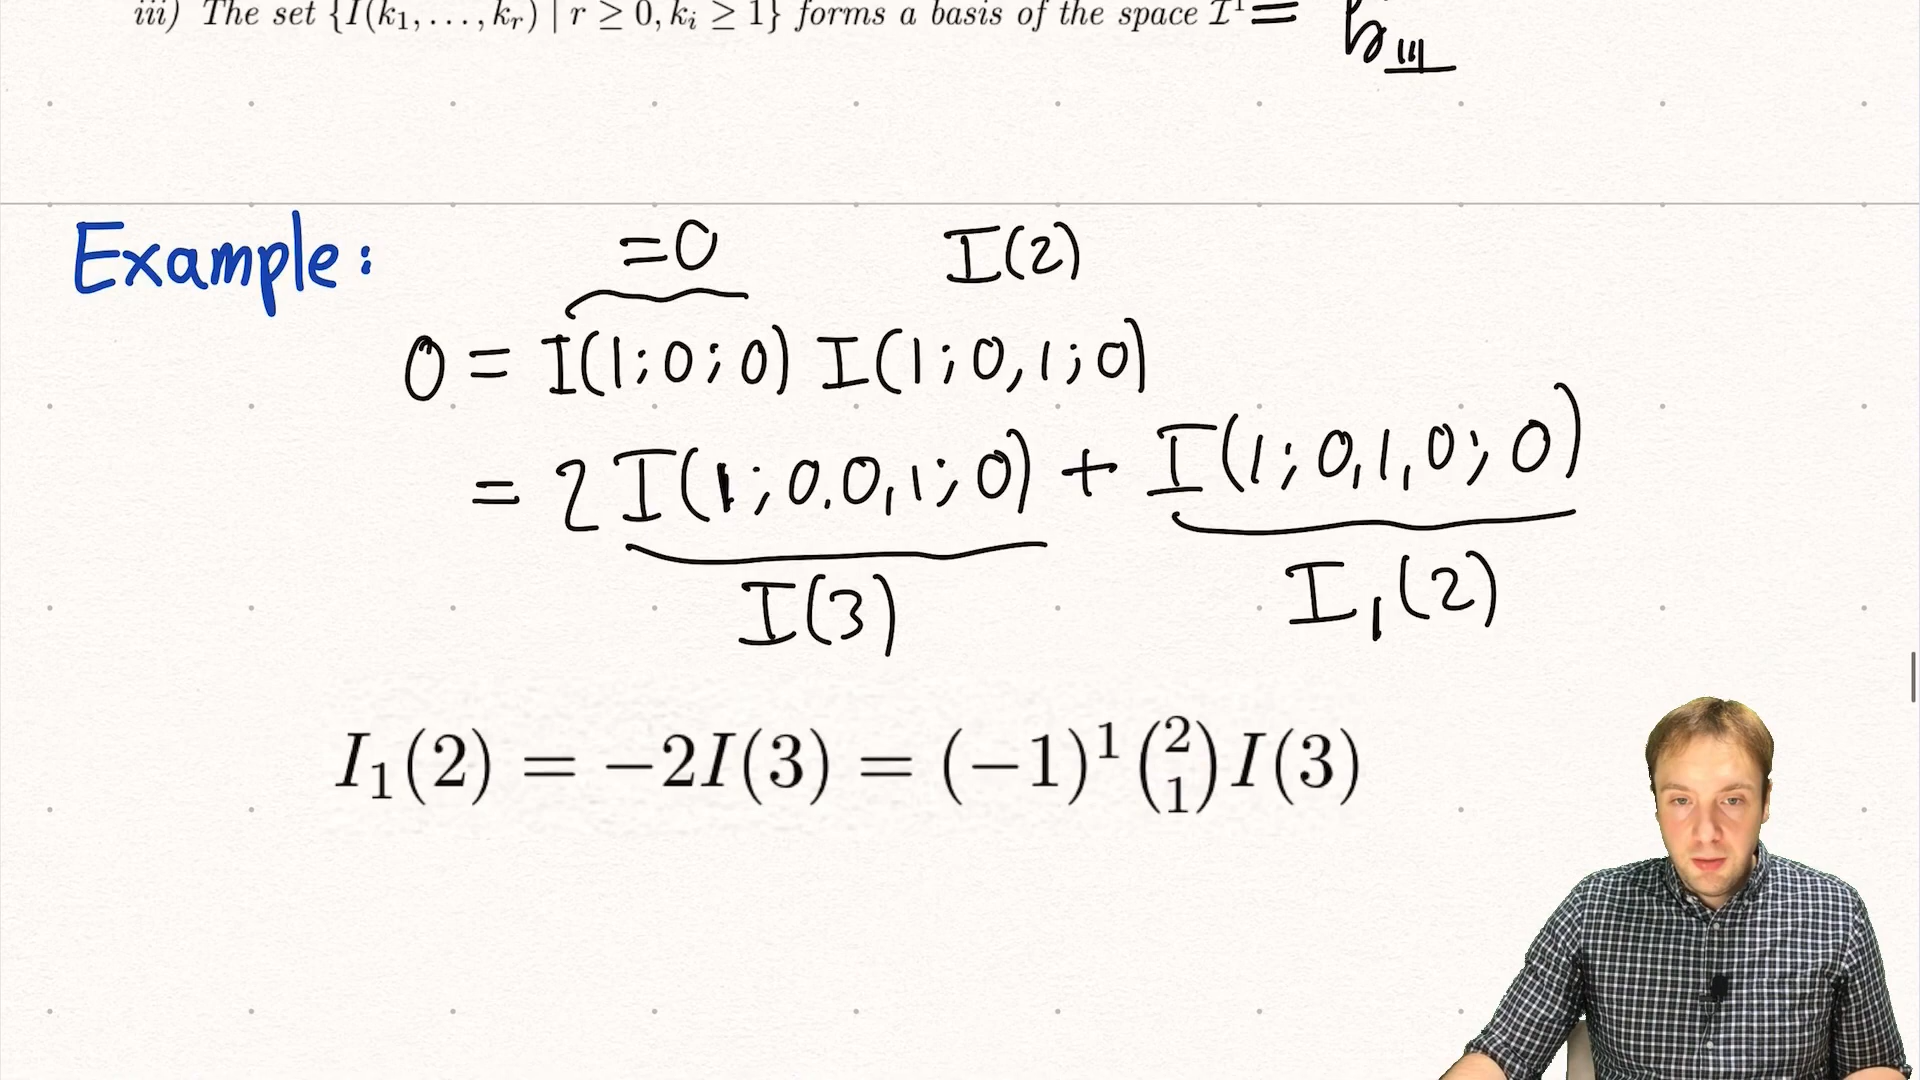 iii) The set {I(k₁, . . . , kᵣ) | r ≥ 0, kᵢ ≥ 1} forms a basis of the space I¹ =
Example:
=0 I(2)
0 = I(1;0;0) I(1;0,1;0)
= 2 I(1;0,0,1;0) + I(1;0,1,0;0)
I(3) I₁(2)
I₁(2) = −2I(3) = (−1)¹ (2 1) I(3)